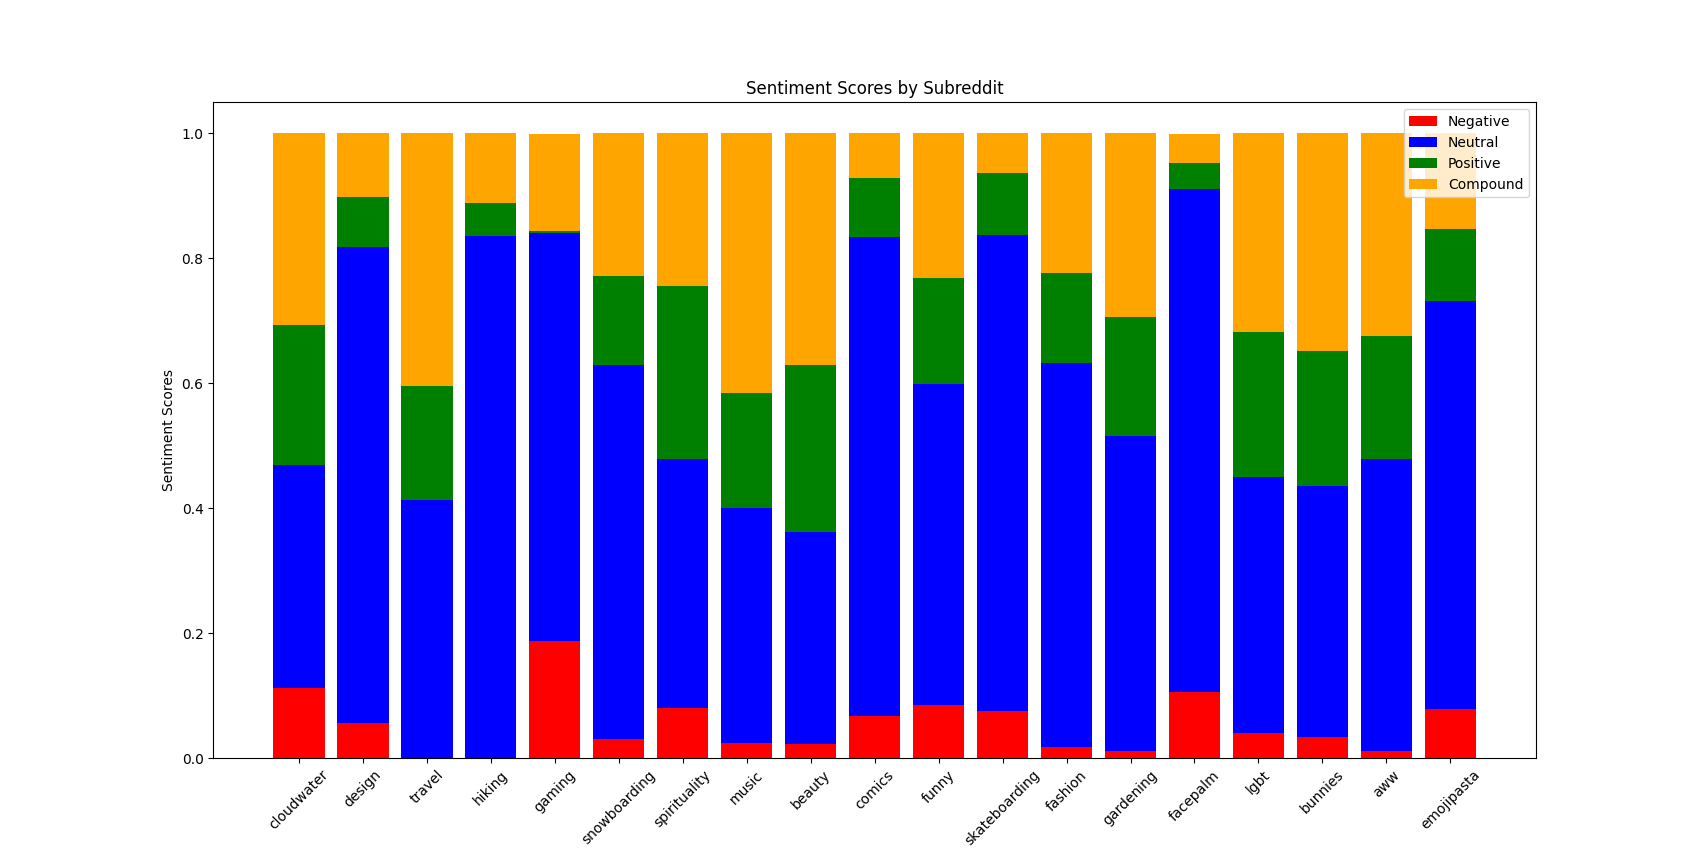 Sentiment Scores by Subreddit
Negative
Neutral
Positive
Compound
Sentiment Scores
1.0
0.8
0.6
0.4
0.2
0.0
cloudwater
design
travel
hiking
gaming
snowboarding
spirituality
music
beauty
comics
funny
skateboarding
fashion
gardening
facepalm
lgbt
bunnies
aww
emojipasta